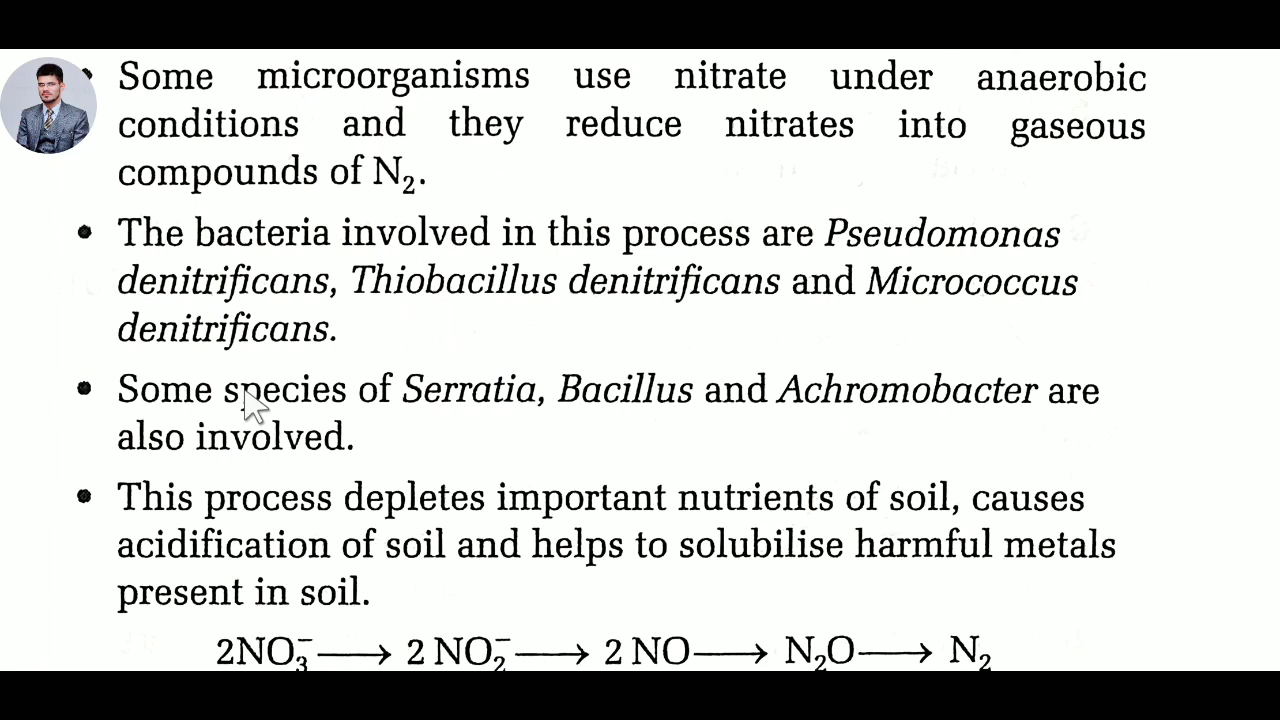 Some microorganisms use nitrate under anaerobic
conditions and they reduce nitrates into gaseous
compounds of N₂.
• The bacteria involved in this process are Pseudomonas
denitrificans, Thiobacillus denitrificans and Micrococcus
denitrificans.
• Some species of Serratia, Bacillus and Achromobacter are
also involved.
• This process depletes important nutrients of soil, causes
acidification of soil and helps to solubilise harmful metals
present in soil.
2NO₃⁻ ⟶ 2 NO₂⁻ ⟶ 2 NO ⟶ N₂O ⟶ N₂